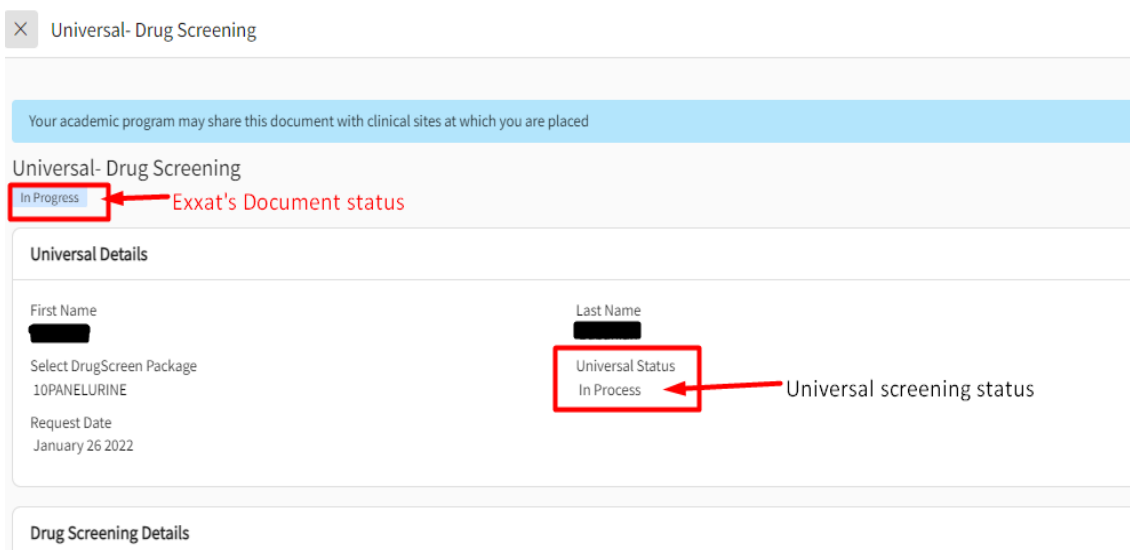 Universal- Drug Screening
Your academic program may share this document with clinical sites at which you are placed
Universal- Drug Screening
In Progress
Exxat's Document status
Universal Details
First Name
Last Name
Select DrugScreen Package
Universal Status
10PANELURINE
In Process
Universal screening status
Request Date
January 26 2022
Drug Screening Details